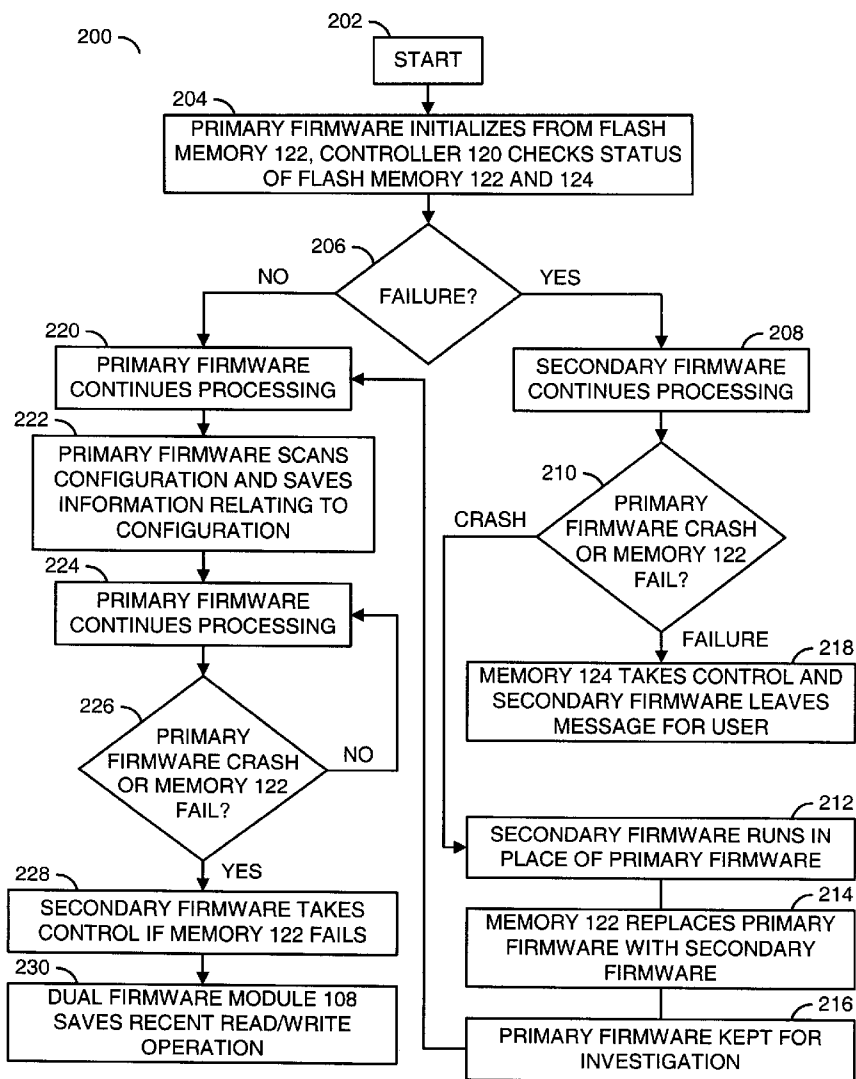 200
202
START
204
PRIMARY FIRMWARE INITIALIZES FROM FLASH
MEMORY 122, CONTROLLER 120 CHECKS STATUS
OF FLASH MEMORY 122 AND 124
206
FAILURE?
NO
YES
220
PRIMARY FIRMWARE
CONTINUES PROCESSING
222
PRIMARY FIRMWARE SCANS
CONFIGURATION AND SAVES
INFORMATION RELATING TO
CONFIGURATION
224
PRIMARY FIRMWARE
CONTINUES PROCESSING
226
PRIMARY
FIRMWARE CRASH
OR MEMORY 122
FAIL?
NO
YES
228
SECONDARY FIRMWARE TAKES
CONTROL IF MEMORY 122 FAILS
230
DUAL FIRMWARE MODULE 108
SAVES RECENT READ/WRITE
OPERATION
208
SECONDARY FIRMWARE
CONTINUES PROCESSING
210
PRIMARY
FIRMWARE CRASH
OR MEMORY 122
FAIL?
CRASH
FAILURE
218
MEMORY 124 TAKES CONTROL AND
SECONDARY FIRMWARE LEAVES
MESSAGE FOR USER
212
SECONDARY FIRMWARE RUNS IN
PLACE OF PRIMARY FIRMWARE
214
MEMORY 122 REPLACES PRIMARY
FIRMWARE WITH SECONDARY
FIRMWARE
216
PRIMARY FIRMWARE KEPT FOR
INVESTIGATION